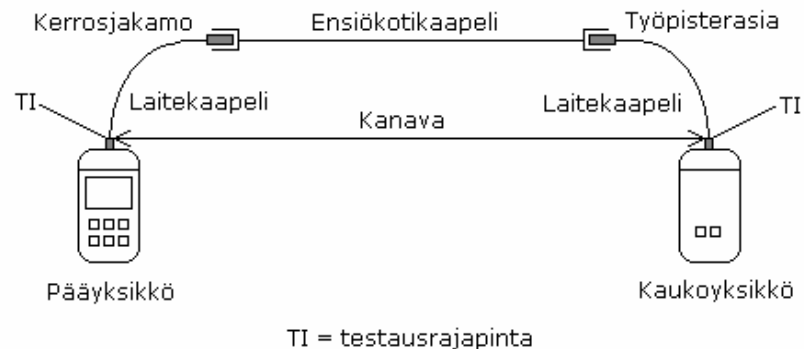 Kerrosjakamo
Ensiökotikaapeli
Työpisterasia
TI
Laitekaapeli
Laitekaapeli
TI
Kanava
Pääyksikkö
Kaukoyksikkö
TI = testausrajapinta